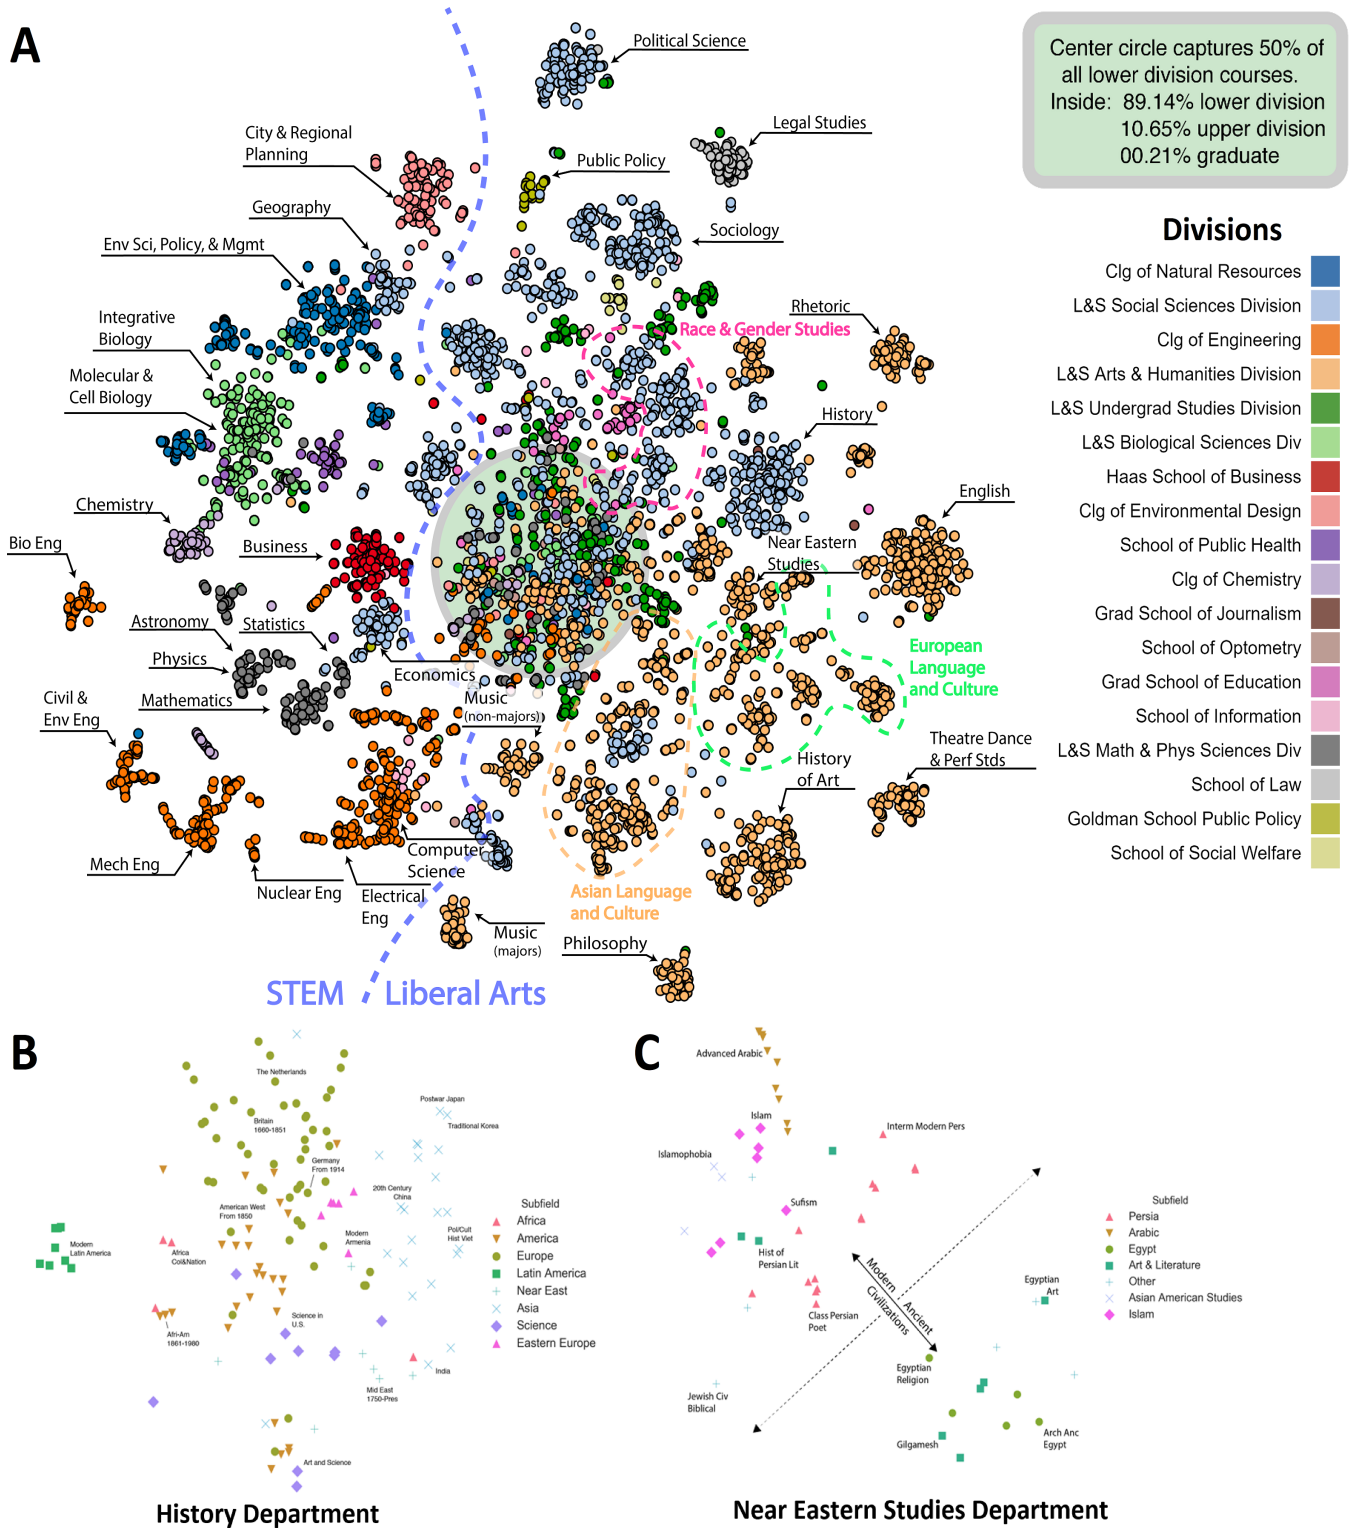 A
Political Science
Center circle captures 50% of
all lower division courses.
Inside: 89.14% lower division
10.65% upper division
00.21% graduate
City & Regional
Planning
Legal Studies
Public Policy
Geography
Env Sci, Policy, & Mgmt
Sociology
Integrative
Biology
Rhetoric
Race & Gender Studies
Molecular &
Cell Biology
History
Chemistry
English
Bio Eng
Business
Near Eastern
Studies
Astronomy
Statistics
Physics
European
Language
and Culture
Economics
Mathematics
Music
(non-majors)
Civil &
Env Eng
Theatre Dance
& Perf Stds
History
of Art
Mech Eng
Computer
Science
Nuclear Eng
Electrical
Eng
Asian Language
and Culture
Music
(majors)
Philosophy
STEM
Liberal Arts
Divisions
Clg of Natural Resources
L&S Social Sciences Division
Clg of Engineering
L&S Arts & Humanities Division
L&S Undergrad Studies Division
L&S Biological Sciences Div
Haas School of Business
Clg of Environmental Design
School of Public Health
Clg of Chemistry
Grad School of Journalism
School of Optometry
Grad School of Education
School of Information
L&S Math & Phys Sciences Div
School of Law
Goldman School Public Policy
School of Social Welfare
B
The Netherlands
Postwar Japan
Traditional Korea
Britain
1660-1851
Germany
From 1914
20th Century
China
American West
From 1850
Modern
Latin America
Africa
Col&Nation
Modern
Armenia
Pol/Cult
Hist Viet
Science in
U.S.
Afri-Am
1861-1980
India
Mid East
1750-Pres
Art and Science
Subfield
Africa
America
Europe
Latin America
Near East
Asia
Science
Eastern Europe
History Department
C
Advanced Arabic
Islam
Interm Modern Pers
Islamophobia
Sufism
Hist of
Persian Lit
Modern
Ancient
Civilizations
Class Persian
Poet
Egyptian
Art
Egyptian
Religion
Jewish Civ
Biblical
Gilgamesh
Arch Anc
Egypt
Subfield
Persia
Arabic
Egypt
Art & Literature
Other
Asian American Studies
Islam
Near Eastern Studies Department